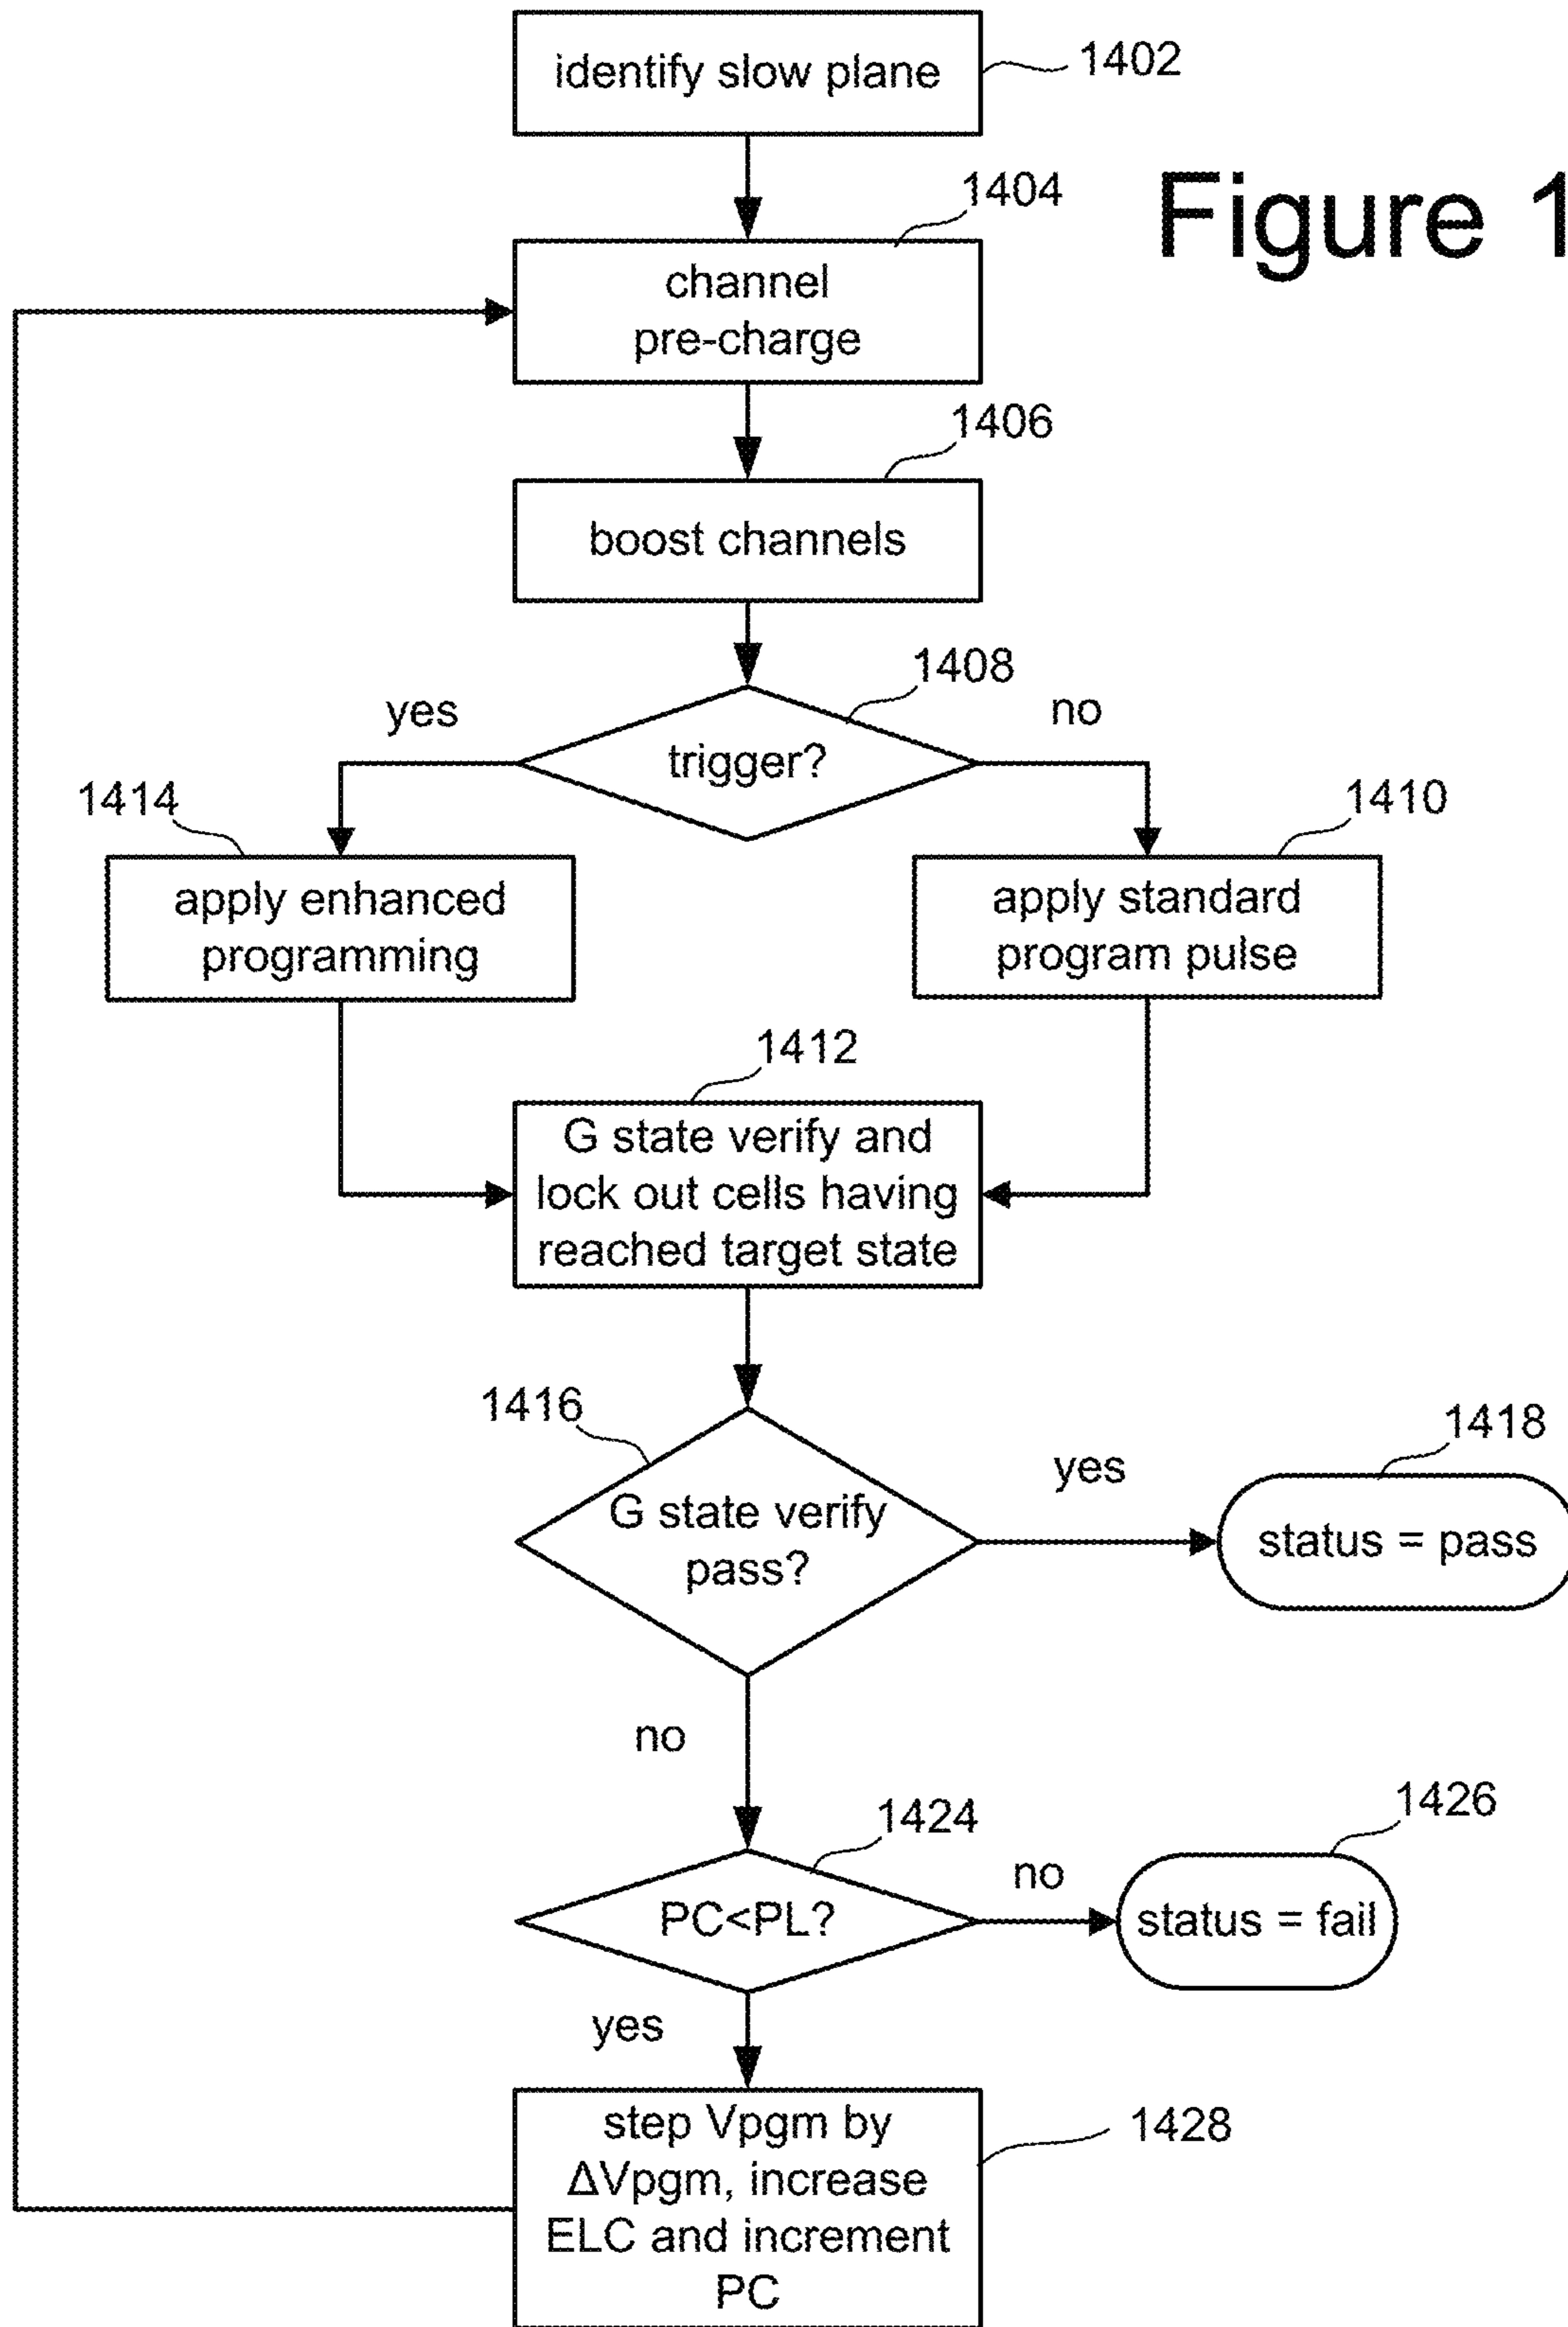 identify slow plane
1402
Figure 1
1404
channel
pre-charge
1406
boost channels
1408
yes
no
trigger?
1414
1410
apply enhanced
programming
apply standard
program pulse
1412
G state verify and
lock out cells having
reached target state
1416
1418
yes
G state verify
pass?
status = pass
no
1424
1426
no
PC<PL?
status = fail
yes
step Vpgm by
ΔVpgm, increase
ELC and increment
PC
1428